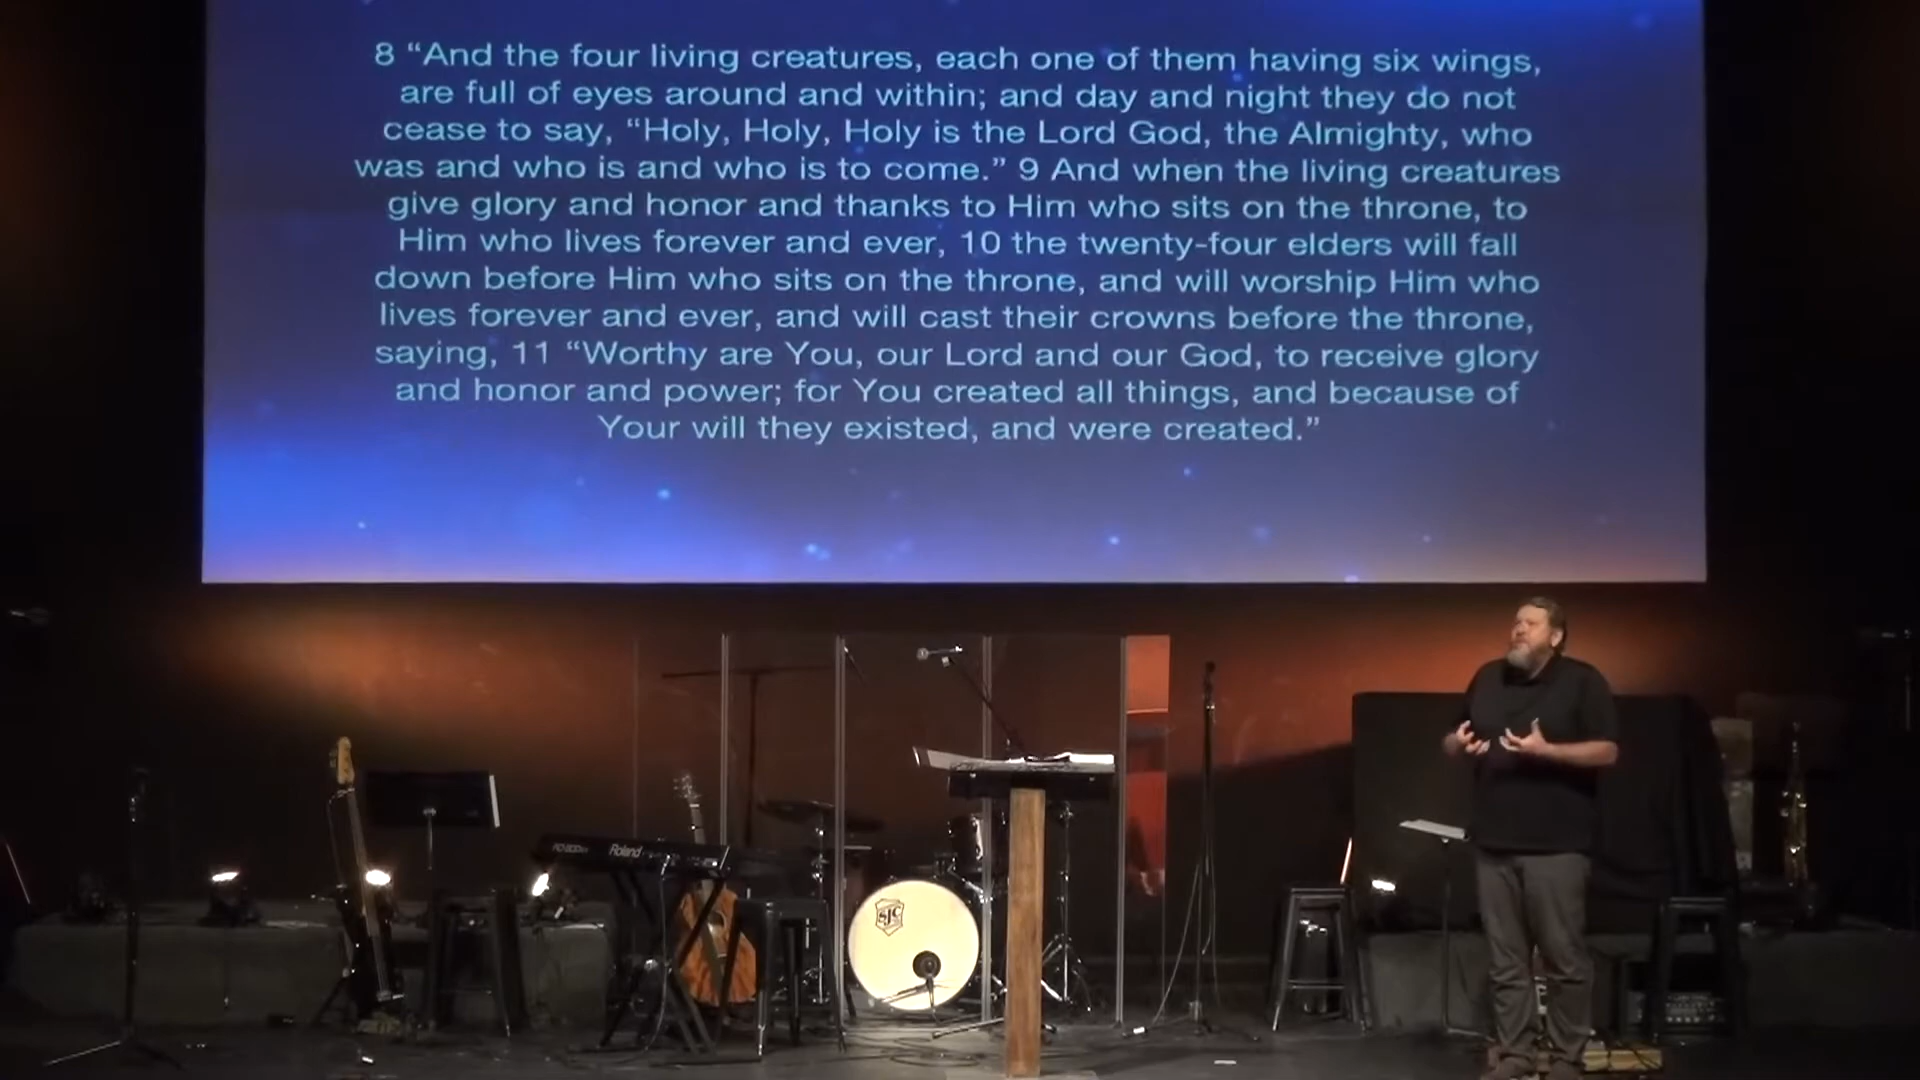 8 “And the four living creatures, each one of them having six wings,
are full of eyes around and within; and day and night they do not
cease to say, “Holy, Holy, Holy is the Lord God, the Almighty, who
was and who is and who is to come.” 9 And when the living creatures
give glory and honor and thanks to Him who sits on the throne, to
Him who lives forever and ever, 10 the twenty-four elders will fall
down before Him who sits on the throne, and will worship Him who
lives forever and ever, and will cast their crowns before the throne,
saying, 11 “Worthy are You, our Lord and our God, to receive glory
and honor and power; for You created all things, and because of
Your will they existed, and were created.”
Roland
SJC